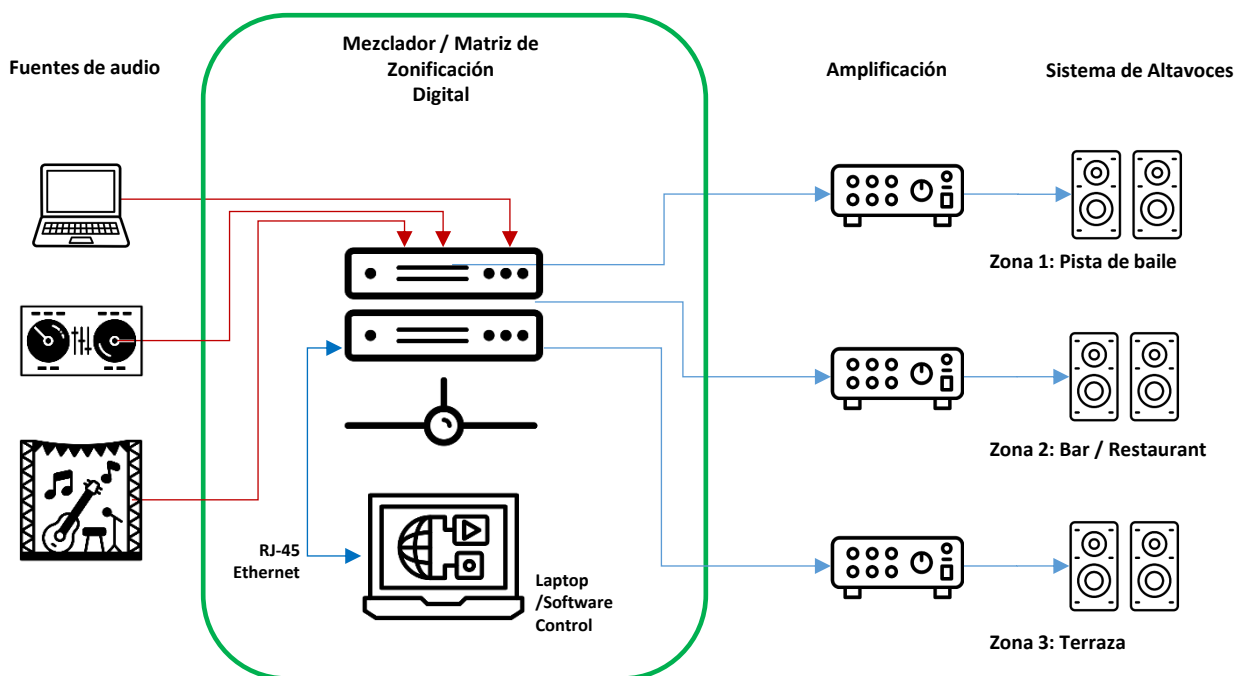 Fuentes de audio
Mezclador / Matriz de
Zonificación
Digital
Amplificación
Sistema de Altavoces
Zona 1: Pista de baile
Zona 2: Bar / Restaurant
RJ-45
Ethernet
Laptop
/Software
Control
Zona 3: Terraza